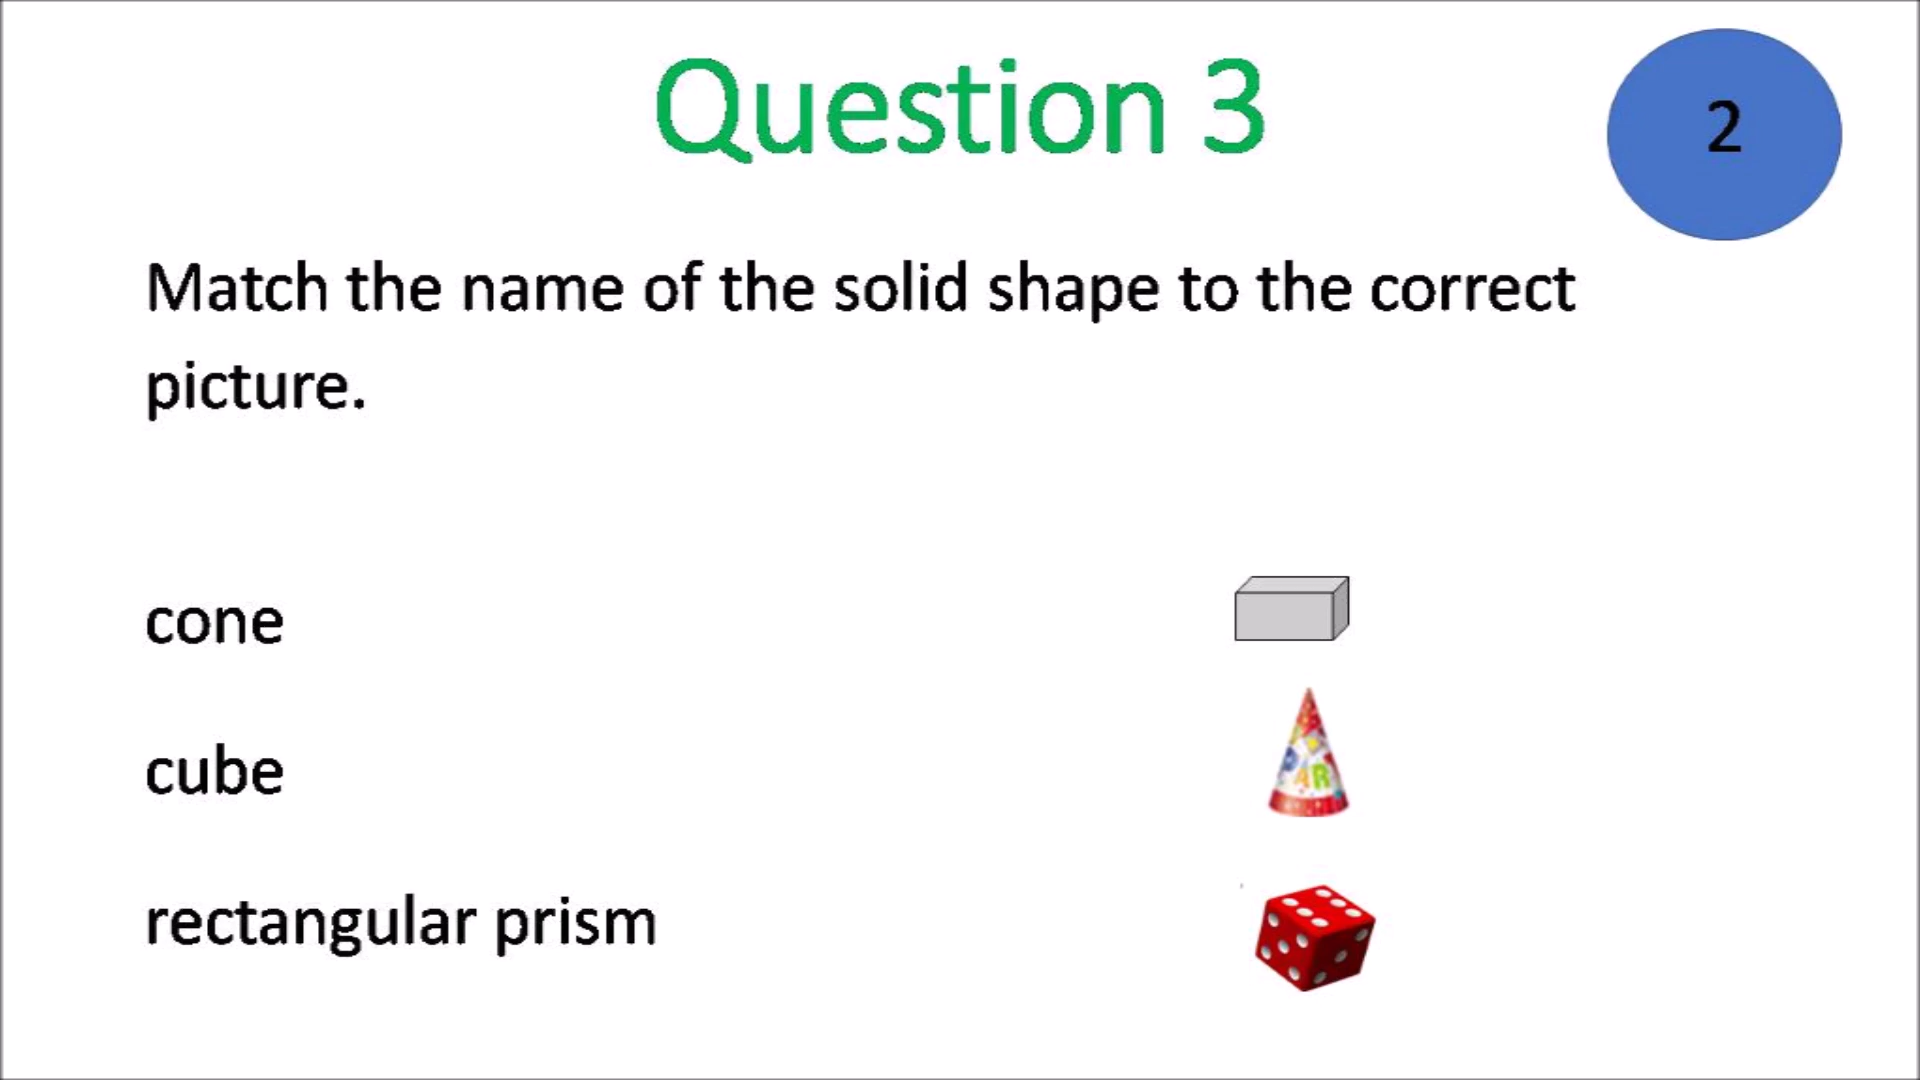 Question 3
2
Match the name of the solid shape to the correct
picture.
cone
cube
rectangular prism